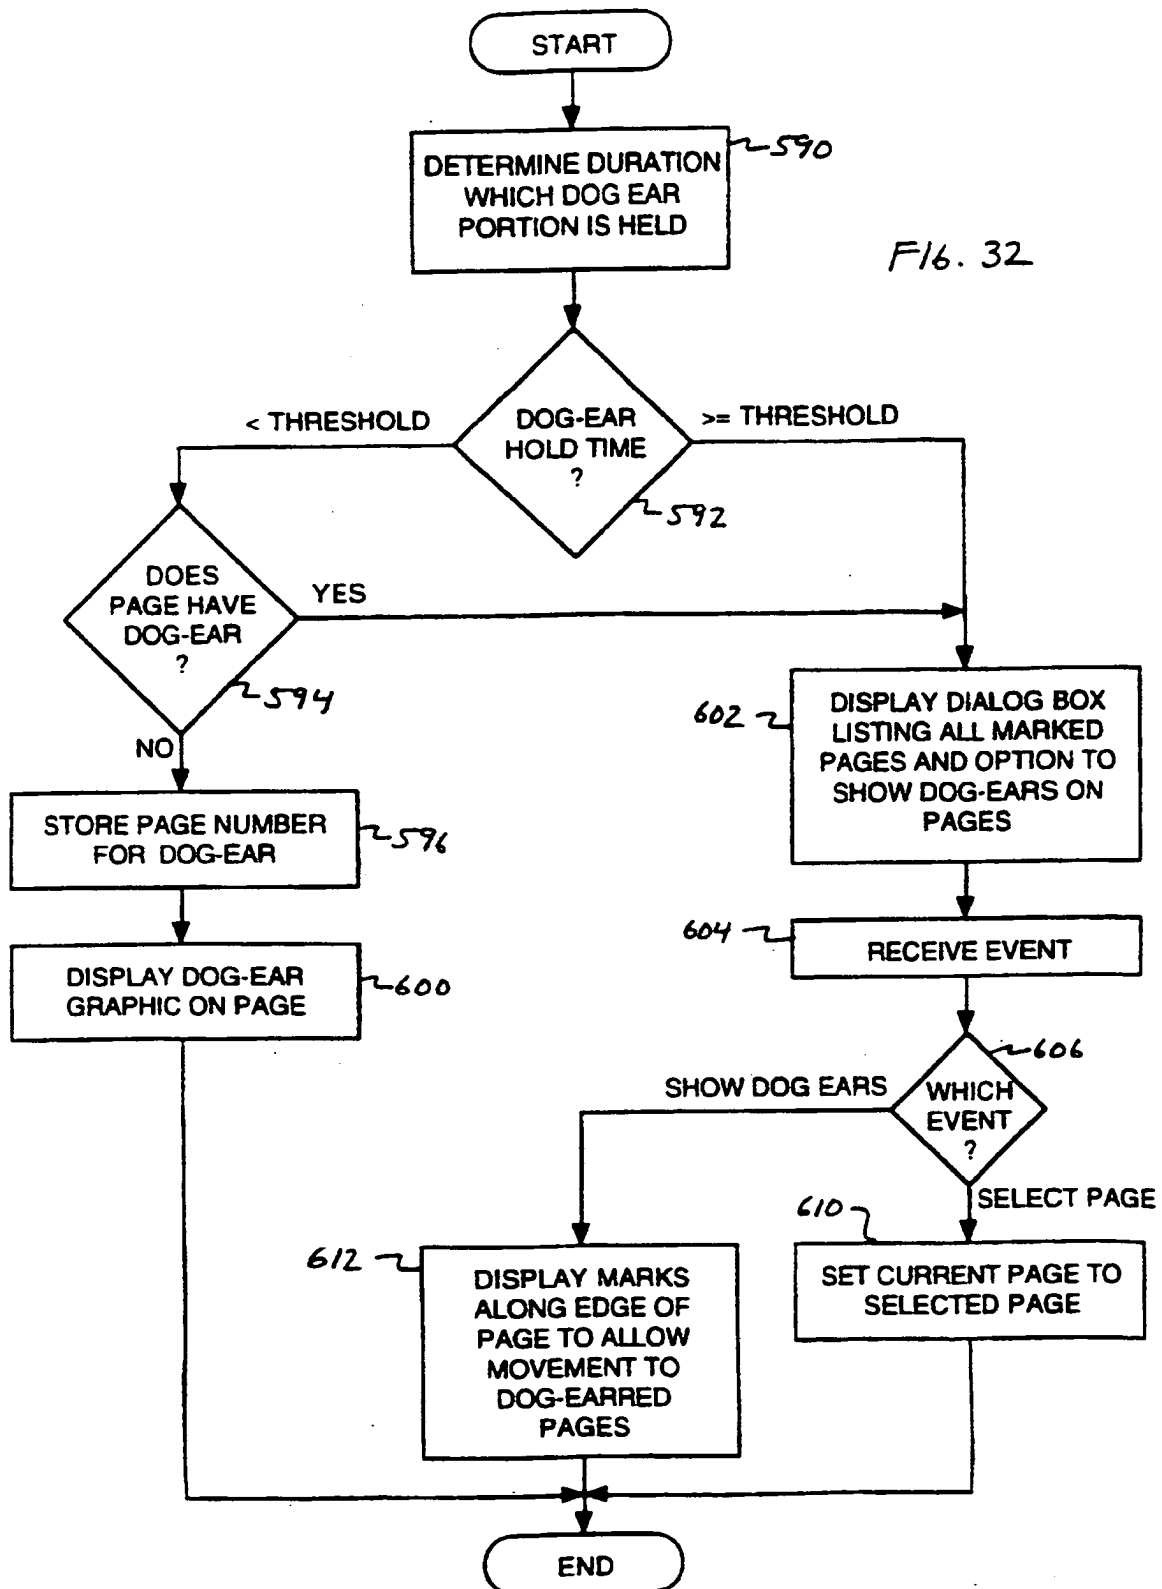 START
590
DETERMINE DURATION
WHICH DOG EAR
PORTION IS HELD
FIG. 32
< THRESHOLD
DOG-EAR
HOLD TIME
?
>= THRESHOLD
592
DOES
PAGE HAVE
DOG-EAR
?
YES
594
NO
602
DISPLAY DIALOG BOX
LISTING ALL MARKED
PAGES AND OPTION TO
SHOW DOG-EARS ON
PAGES
STORE PAGE NUMBER
FOR DOG-EAR
596
604
RECEIVE EVENT
DISPLAY DOG-EAR
GRAPHIC ON PAGE
600
606
SHOW DOG EARS
WHICH
EVENT
?
SELECT PAGE
610
612
DISPLAY MARKS
ALONG EDGE OF
PAGE TO ALLOW
MOVEMENT TO
DOG-EARRED
PAGES
SET CURRENT PAGE TO
SELECTED PAGE
END